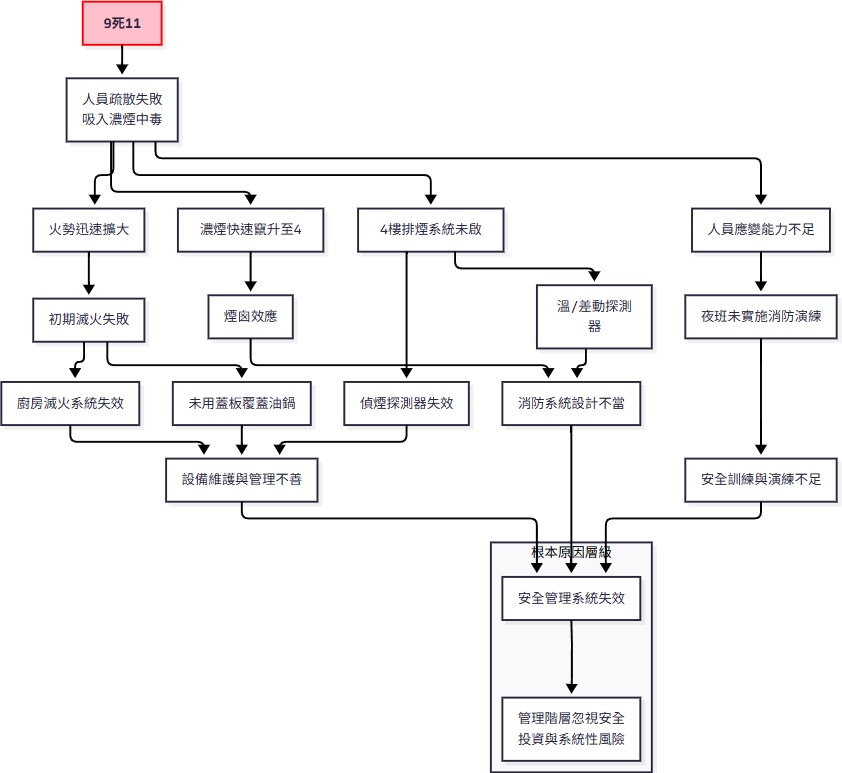 9死11
人員疏散失敗
吸入濃煙中毒
火勢迅速擴大
濃煙快速竄升至4
4樓排煙系統未啟
人員應變能力不足
初期滅火失敗
煙囪效應
溫/差動探測
器
夜班未實施消防演練
廚房滅火系統失效
未用蓋板覆蓋油鍋
偵煙探測器失效
消防系統設計不當
設備維護與管理不善
安全訓練與演練不足
根本原因層級
安全管理系統失效
管理階層忽視安全
投資與系統性風險